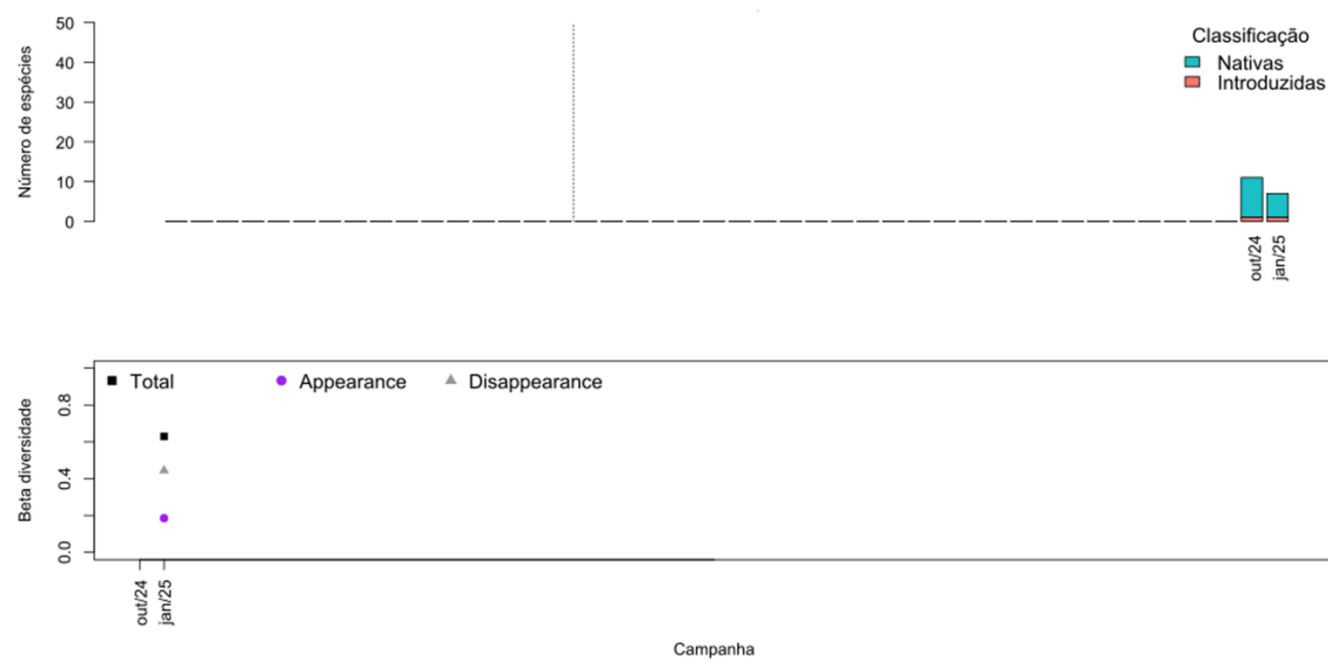 Número de espécies
50
40
30
20
10
0
Classificação
Nativas
Introduzidas
out/24
jan/25
Beta diversidade
0.8
0.4
0.0
Total
Appearance
Disappearance
out/24
jan/25
Campanha